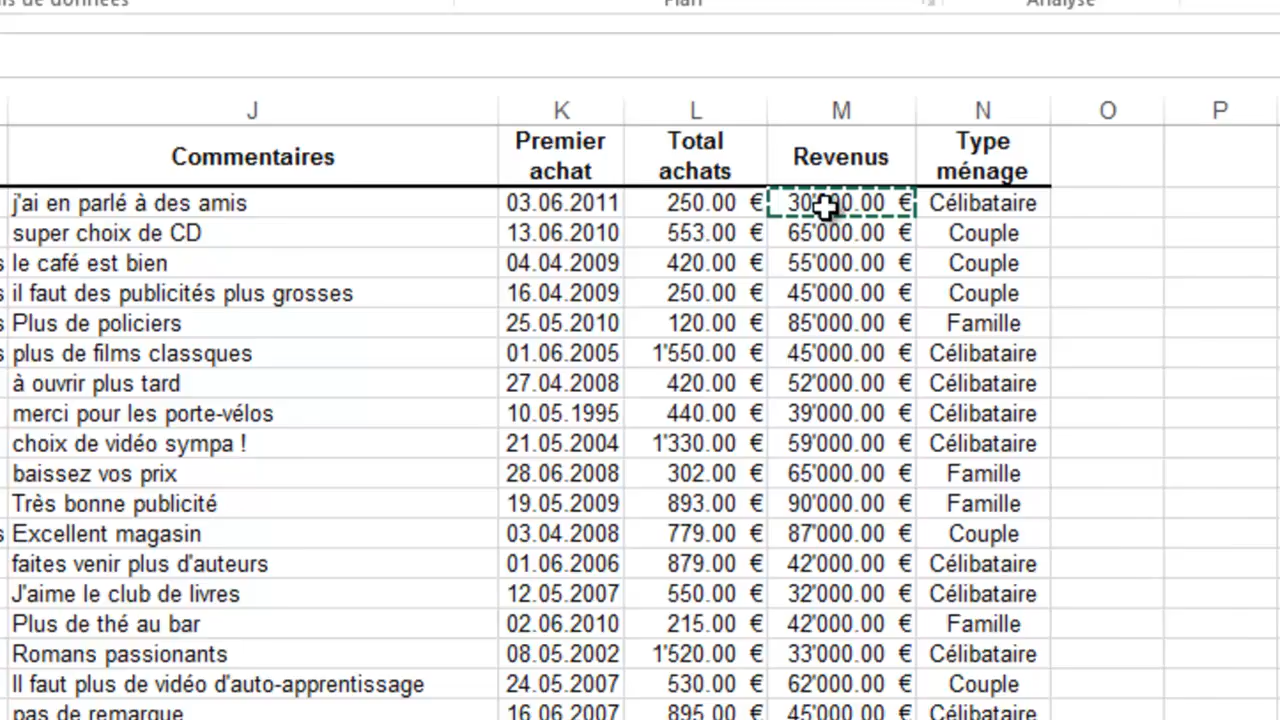 Plan
Analyse
J K L M N O P
Commentaires Premier achat Total achats Revenus Type ménage
j'ai en parlé à des amis 03.06.2011 250.00 € €  Célibataire
super choix de CD 13.06.2010 553.00 € 65'000.00 € Couple
le café est bien 04.04.2009 420.00 € 55'000.00 € Couple
il faut des publicités plus grosses 16.04.2009 250.00 € 45'000.00 € Couple
Plus de policiers 25.05.2010 120.00 € 85'000.00 € Famille
plus de films classques 01.06.2005 1'550.00 € 45'000.00 € Célibataire
à ouvrir plus tard 27.04.2008 420.00 € 52'000.00 € Célibataire
merci pour les porte-vélos 10.05.1995 440.00 € 39'000.00 € Célibataire
choix de vidéo sympa ! 21.05.2004 1'330.00 € 59'000.00 € Célibataire
baissez vos prix 28.06.2008 302.00 € 65'000.00 € Famille
Très bonne publicité 19.05.2009 893.00 € 90'000.00 € Famille
Excellent magasin 03.04.2008 779.00 € 87'000.00 € Couple
faites venir plus d'auteurs 01.06.2006 879.00 € 42'000.00 € Célibataire
J'aime le club de livres 12.05.2007 550.00 € 32'000.00 € Célibataire
Plus de thé au bar 02.06.2010 215.00 € 42'000.00 € Famille
Romans passionants 08.05.2002 1'520.00 € 33'000.00 € Célibataire
Il faut plus de vidéo d'auto-apprentissage 24.05.2007 530.00 € 62'000.00 € Couple
pas de remarque 16.06.2007 895.00 € 45'000.00 € Célibataire